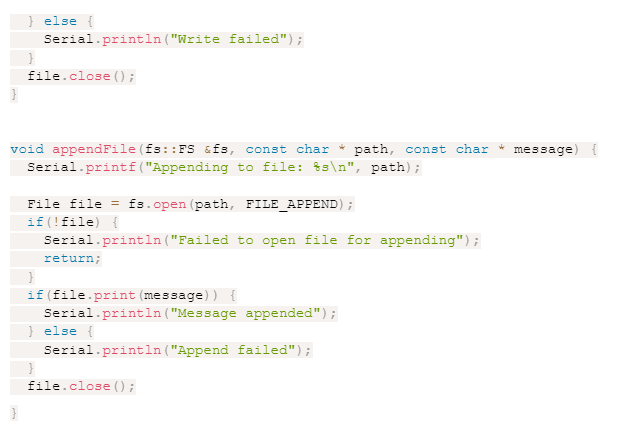 } else {
    Serial.println("Write failed");
  }
  file.close();
}
void appendFile(fs::FS &fs, const char * path, const char * message) {
  Serial.printf("Appending to file: %s\n", path);
  File file = fs.open(path, FILE_APPEND);
  if(!file) {
    Serial.println("Failed to open file for appending");
    return;
  }
  if(file.print(message)) {
    Serial.println("Message appended");
  } else {
    Serial.println("Append failed");
  }
  file.close();
}